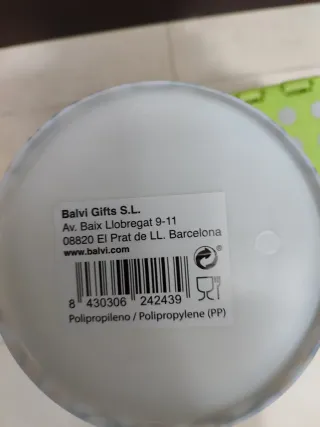 Balvi Gifts S.L.
Av. Baix Llobregat 9-11
08820 El Prat de LL. Barcelona
www.balvi.com
8 430306 242439
Polipropileno / Polipropylene (PP)